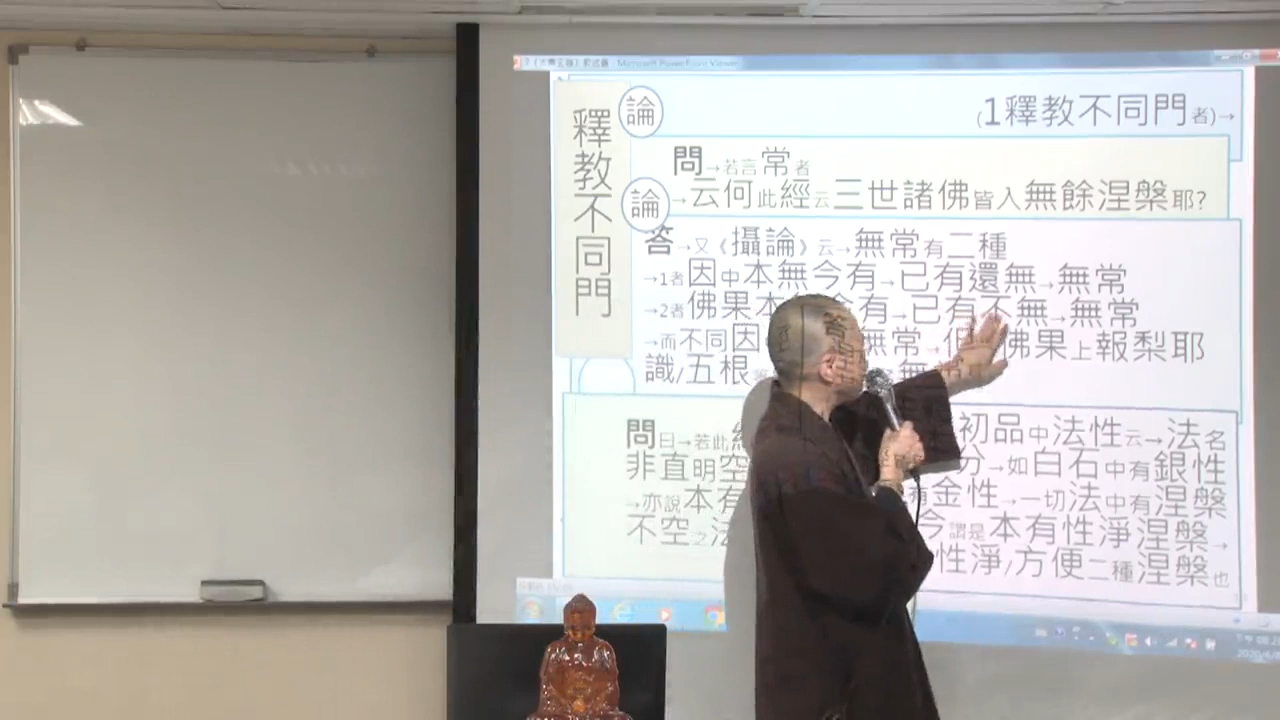 Microsoft PowerPoint Viewer
釋教不同門
論
(1釋教不同門者)→
問→若言常者
論
→云何此經云三世諸佛皆入無餘涅槃耶?
答→又《攝論》云→無常有二種
→1者因中本無今有→已有還無→無常
→2者佛果本 今有→已有不無→無常
→而不同因 無常→ 佛果上報梨耶
識/五根
問曰→若此 初品中法性云→法名
非直明空 分→如白石中有銀性
→亦說本有 有金性→一切法中有涅槃
不空之法 今謂是本有性淨涅槃→
性淨/方便二種涅槃也